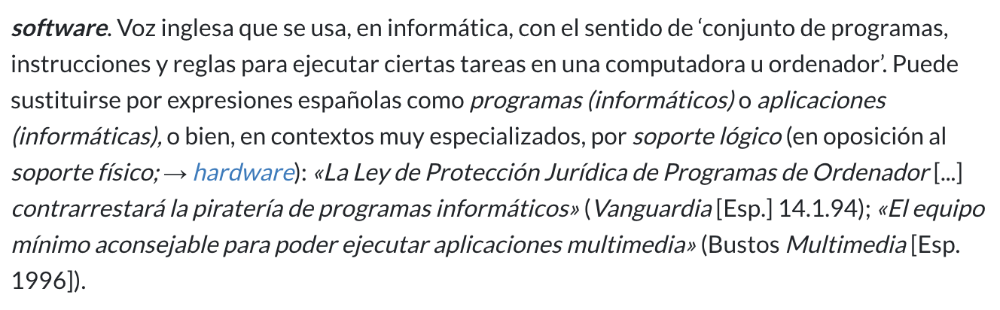 software. Voz inglesa que se usa, en informática, con el sentido de ‘conjunto de programas,
instrucciones y reglas para ejecutar ciertas tareas en una computadora u ordenador’. Puede
sustituirse por expresiones españolas como programas (informáticos) o aplicaciones
(informáticas), o bien, en contextos muy especializados, por soporte lógico (en oposición al
soporte físico; → hardware): «La Ley de Protección Jurídica de Programas de Ordenador [...]
contrarrestará la piratería de programas informáticos» (Vanguardia [Esp.] 14.1.94); «El equipo
mínimo aconsejable para poder ejecutar aplicaciones multimedia» (Bustos Multimedia [Esp.
1996]).